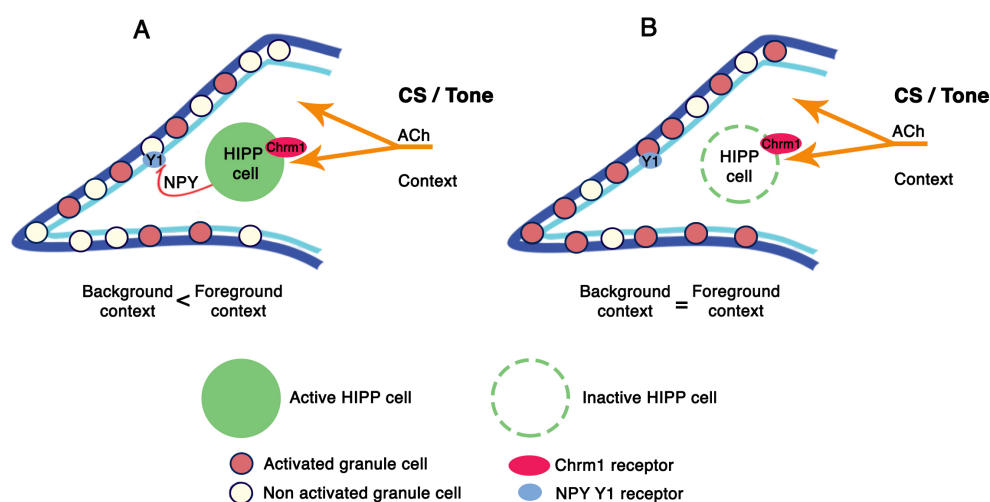 A
CS / Tone
ACh
Chrm1
HIPP
cell
Y1
NPY
Context
Background
context
<
Foreground
context
B
CS / Tone
ACh
Chrm1
HIPP
cell
Y1
Context
Background
context
=
Foreground
context
Active HIPP cell
Inactive HIPP cell
Activated granule cell
Chrm1 receptor
Non activated granule cell
NPY Y1 receptor